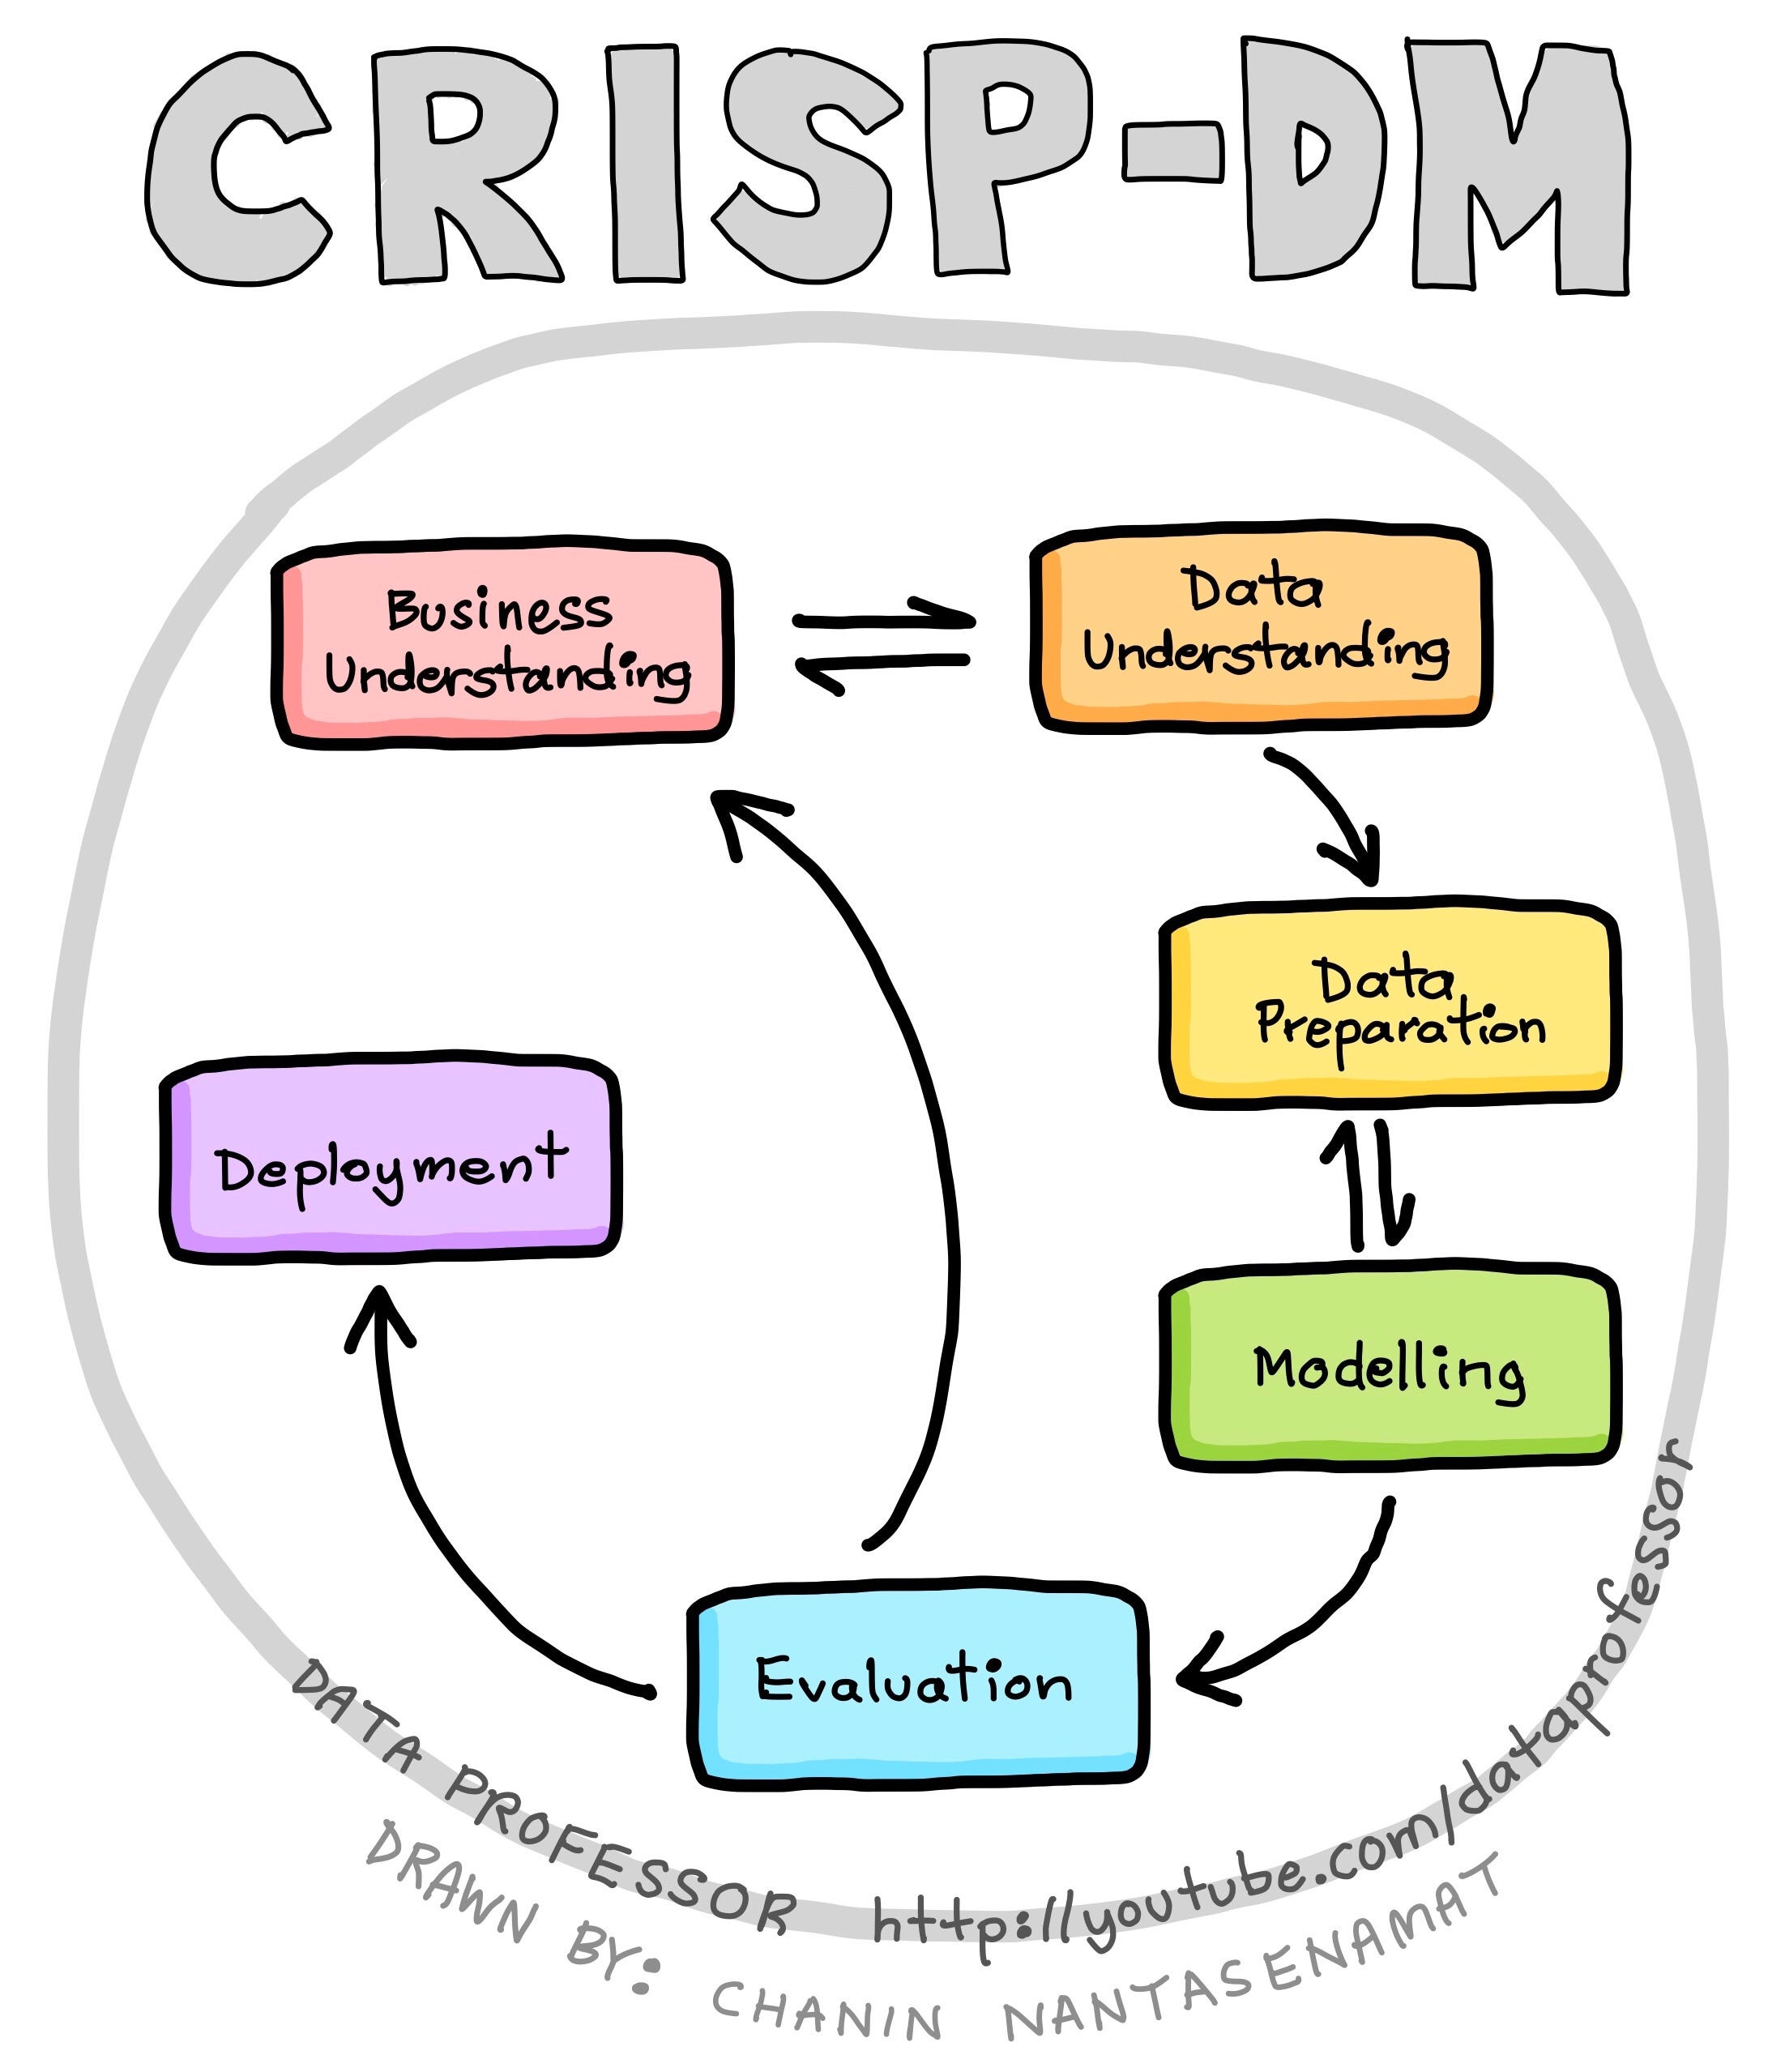 CRISP-DM
Business
Understanding
Data
Understanding
Data
Preparation
Deployment
Modelling
Evaluation
DATA PROFESSOR http://youtube.com/dataprofessor
DRAWN BY: CHANIN NANTASENAMAT